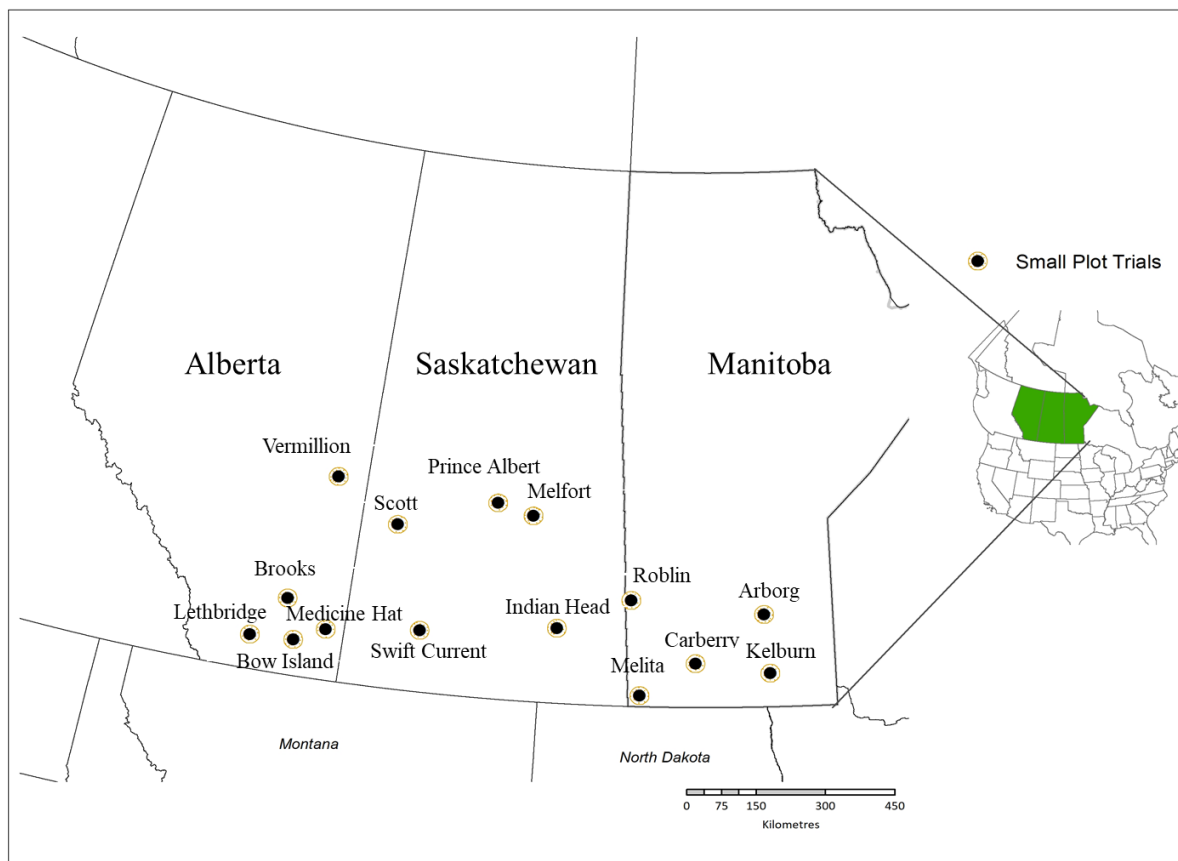 Small Plot Trials
Alberta
Saskatchewan
Manitoba
Vermillion
Prince Albert
Melfort
Scott
Brooks
Roblin
Arborg
Lethbridge
Medicine Hat
Indian Head
Bow Island
Swift Current
Carberry
Kelburn
Melita
Montana
North Dakota
0 75 150 300 450
Kilometres